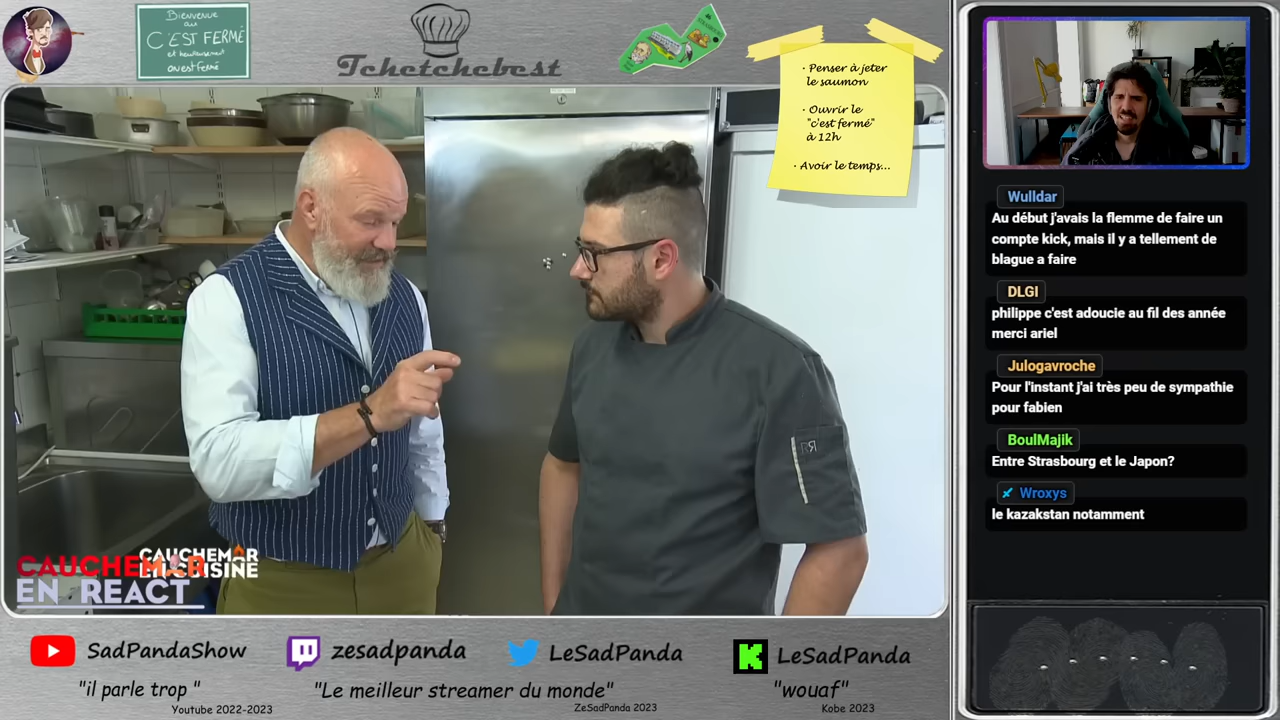 Bienvenue
au
C'EST FERMÉ
et heureusement
ouvert fermé
Tchetchebest
· Penser à jeter
le saumon
· Ouvrir le
"c'est fermé"
à 12h
· Avoir le temps...
CAUCHEMAR
EN CUISINE
CAUCHEMAR
EN REACT
Wulldar
Au début j'avais la flemme de faire un
compte kick, mais il y a tellement de
blague a faire
DLGI
philippe c'est adoucie au fil des année
merci ariel
Julogavroche
Pour l'instant j'ai très peu de sympathie
pour fabien
BoulMajik
Entre Strasbourg et le Japon?
Wroxys
le kazakstan notamment
SadPandaShow
"il parle trop "
Youtube 2022-2023
zesadpanda
"Le meilleur streamer du monde"
ZeSadPanda 2023
LeSadPanda
LeSadPanda
"wouaf"
Kobe 2023